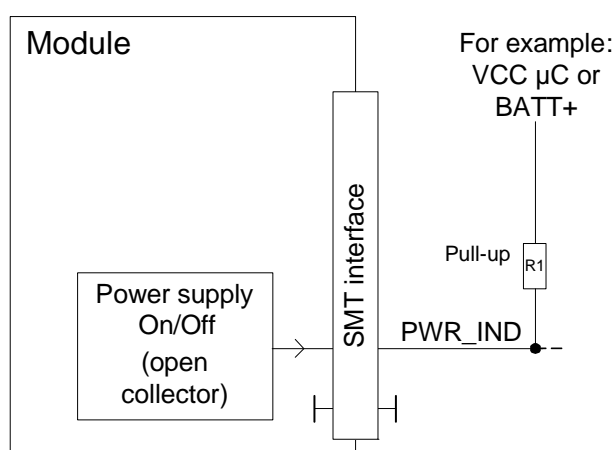 Module
For example:
VCC µC or
BATT+
SMT interface
Pull-up
R1
Power supply
On/Off
(open
collector)
PWR_IND